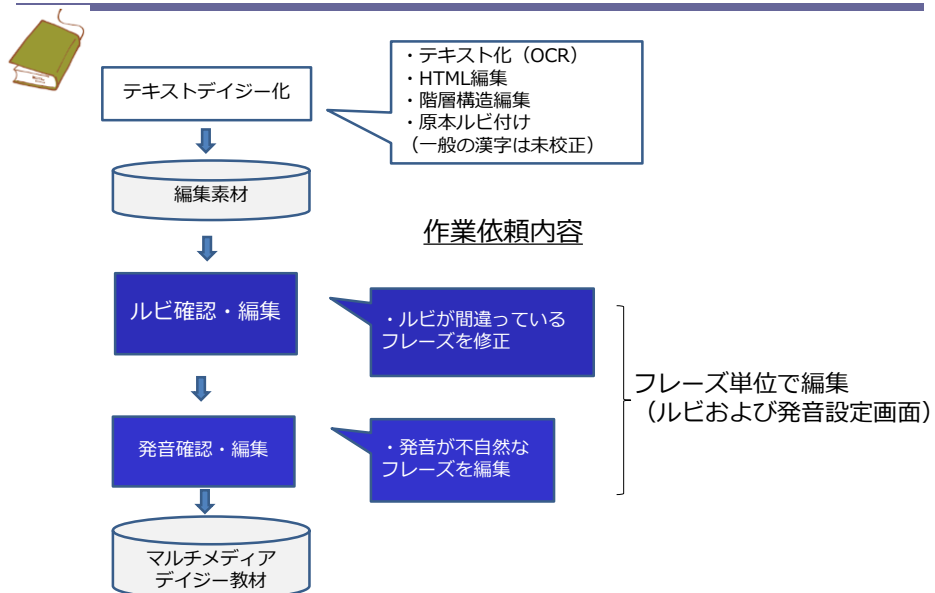 テキストデイジー化
・テキスト化（OCR）
・HTML編集
・階層構造編集
・原本ルビ付け
（一般の漢字は未校正）
編集素材
作業依頼内容
ルビ確認・編集
・ルビが間違っている
フレーズを修正
フレーズ単位で編集
（ルビおよび発音設定画面）
発音確認・編集
・発音が不自然な
フレーズを編集
マルチメディア
デイジー教材